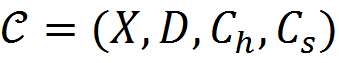 𝒞 = (X, D, C_h, C_s)